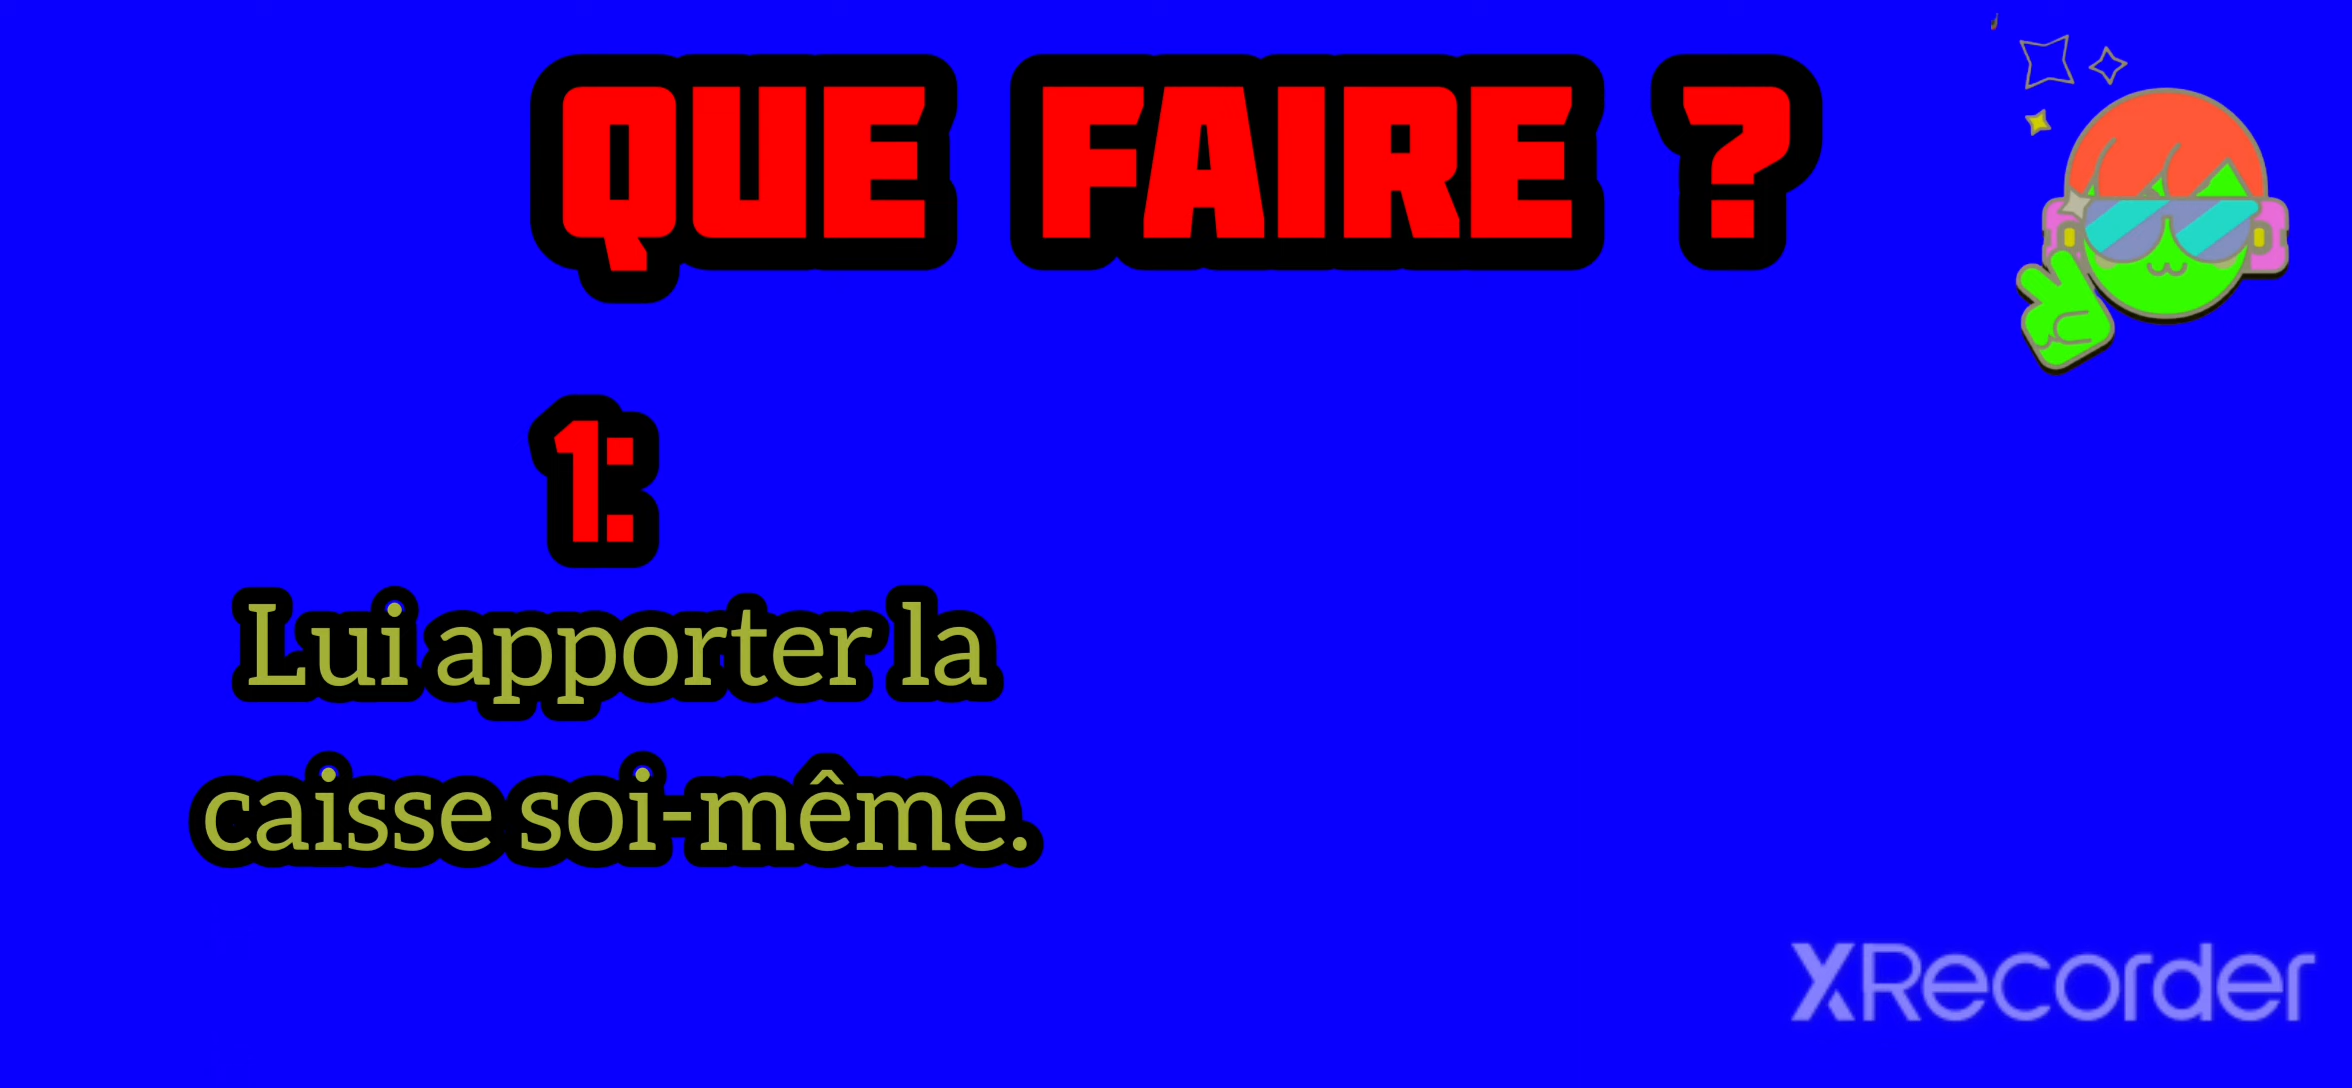 QUE FAIRE ?
1:
Lui apporter la
caisse soi-même.
XRecorder